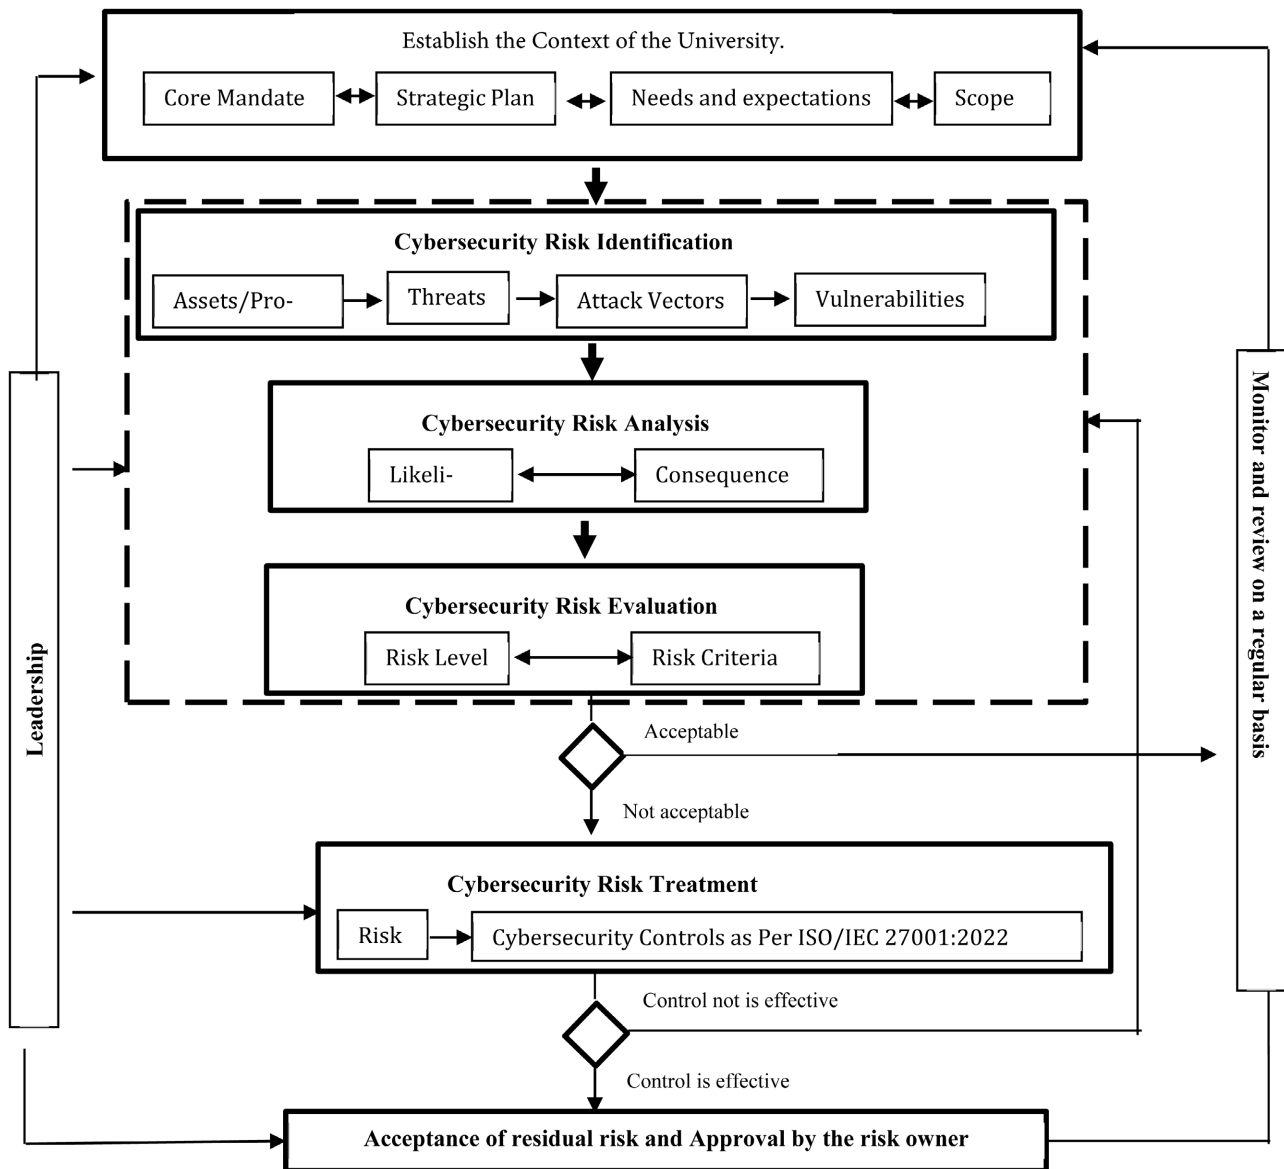 Establish the Context of the University.
Core Mandate
Strategic Plan
Needs and expectations
Scope
Cybersecurity Risk Identification
Assets/Pro-
Threats
Attack Vectors
Vulnerabilities
Cybersecurity Risk Analysis
Likeli-
Consequence
Cybersecurity Risk Evaluation
Risk Level
Risk Criteria
Acceptable
Not acceptable
Cybersecurity Risk Treatment
Risk
Cybersecurity Controls as Per ISO/IEC 27001:2022
Control not is effective
Control is effective
Acceptance of residual risk and Approval by the risk owner
Leadership
Monitor and review on a regular basis